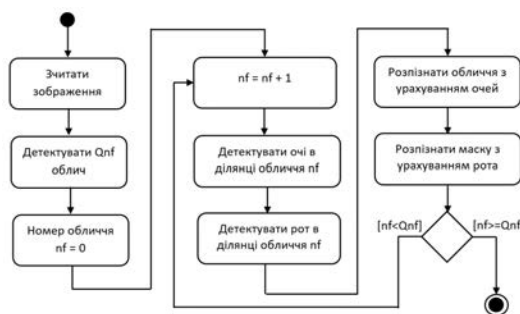 Зчитати
зображення
Детектувати Qnf
облич
Номер обличчя
nf = 0
nf = nf + 1
Детектувати очі в
ділянці обличчя nf
Детектувати рот в
ділянці обличчя nf
Розпізнати обличчя з
урахуванням очей
Розпізнати маску з
урахуванням рота
[nf<Qnf]
[nf>=Qnf